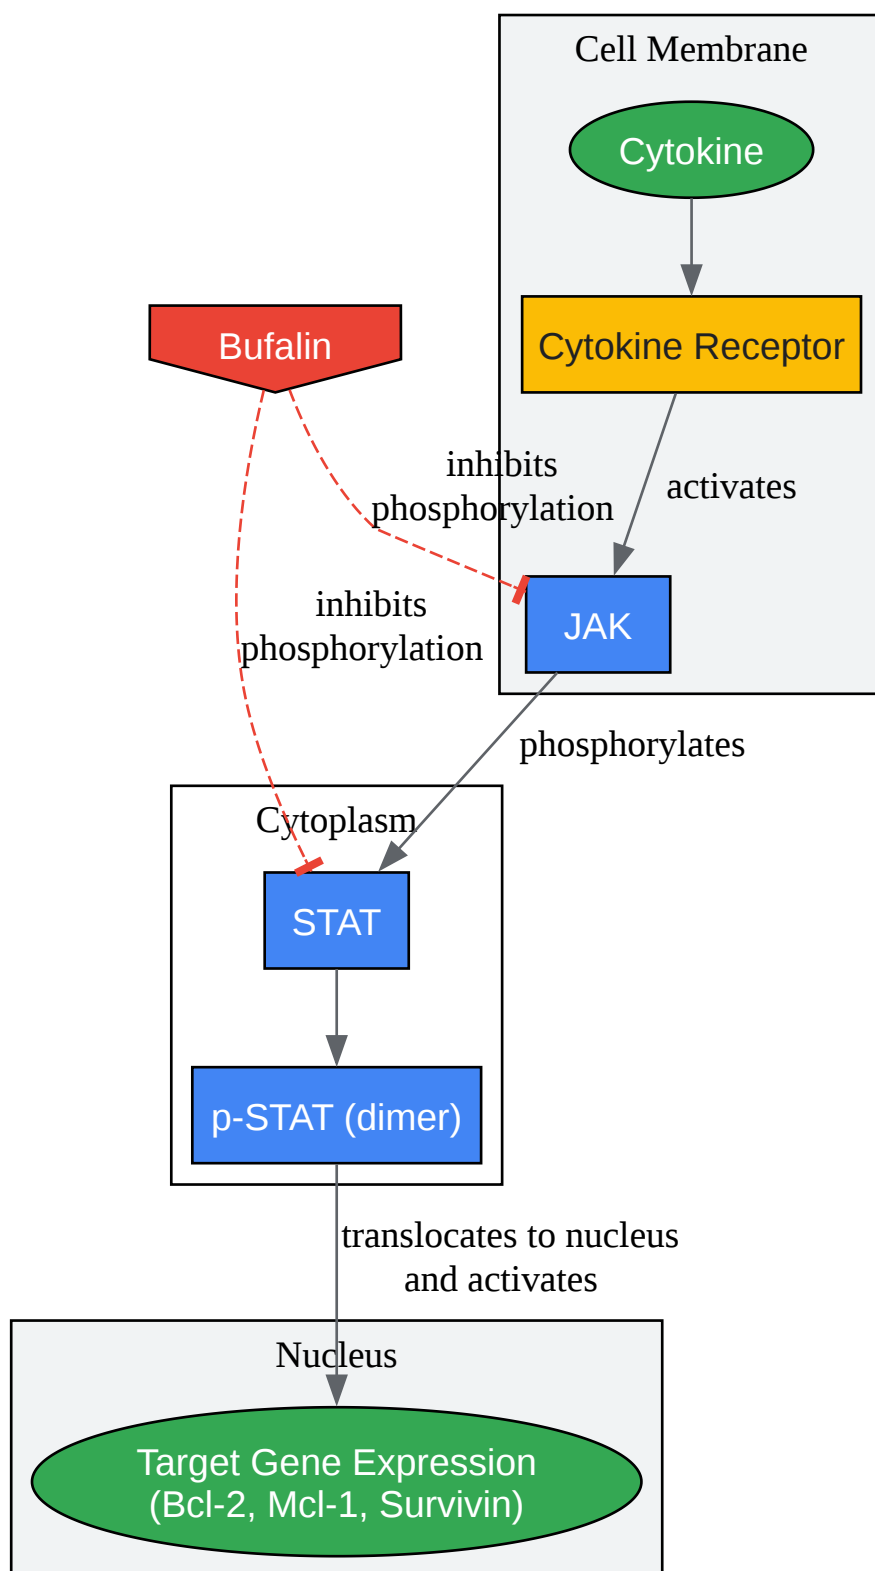 Cell Membrane
Cytokine
Bufalin
Cytokine Receptor
inhibits
phosphorylation
activates
inhibits
phosphorylation
JAK
phosphorylates
Cytoplasm
STAT
p-STAT (dimer)
translocates to nucleus
and activates
Nucleus
Target Gene Expression
(Bcl-2, Mcl-1, Survivin)